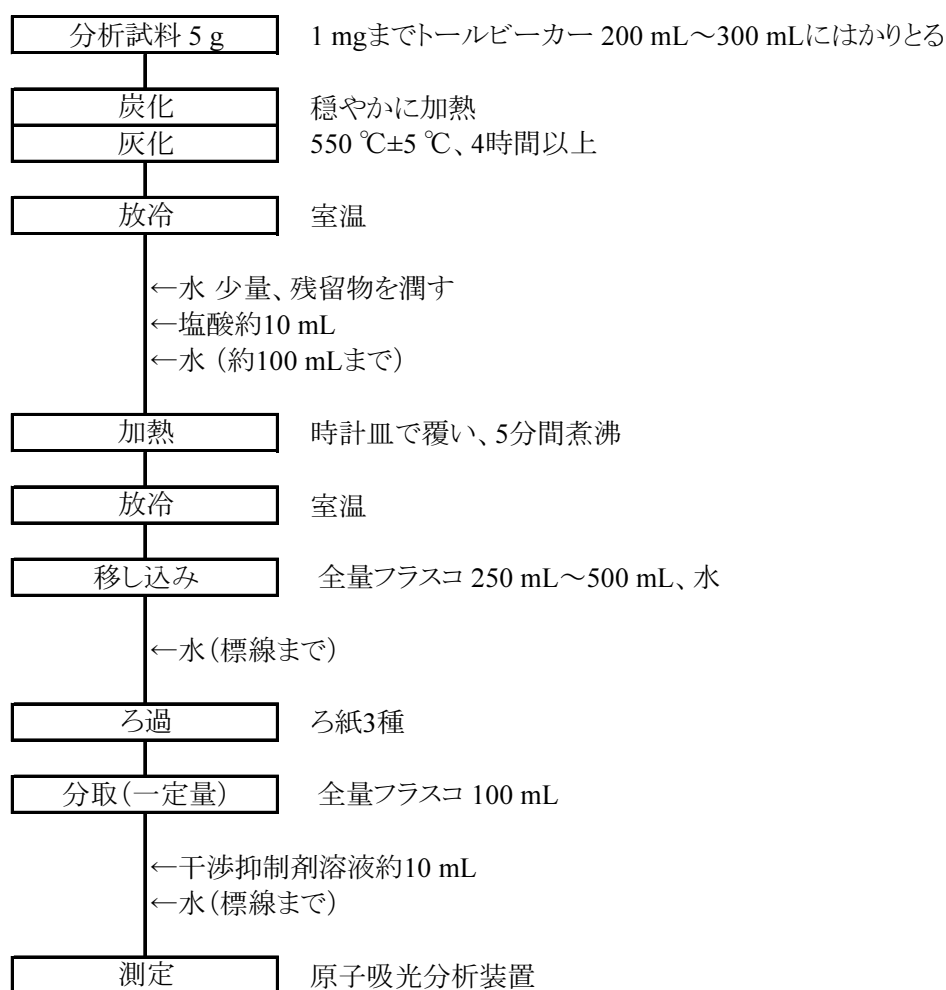 分析試料 5 g 1 mgまでトールビーカー 200 mL～300 mLにはかりとる
炭化 穏やかに加熱
灰化 550 ℃±5 ℃、4時間以上
放冷 室温
←水 少量、残留物を潤す
←塩酸約10 mL
←水（約100 mLまで）
加熱 時計皿で覆い、5分間煮沸
放冷 室温
移し込み 全量フラスコ 250 mL～500 mL、水
←水（標線まで）
ろ過 ろ紙3種
分取（一定量） 全量フラスコ 100 mL
←干渉抑制剤溶液約10 mL
←水（標線まで）
測定 原子吸光分析装置